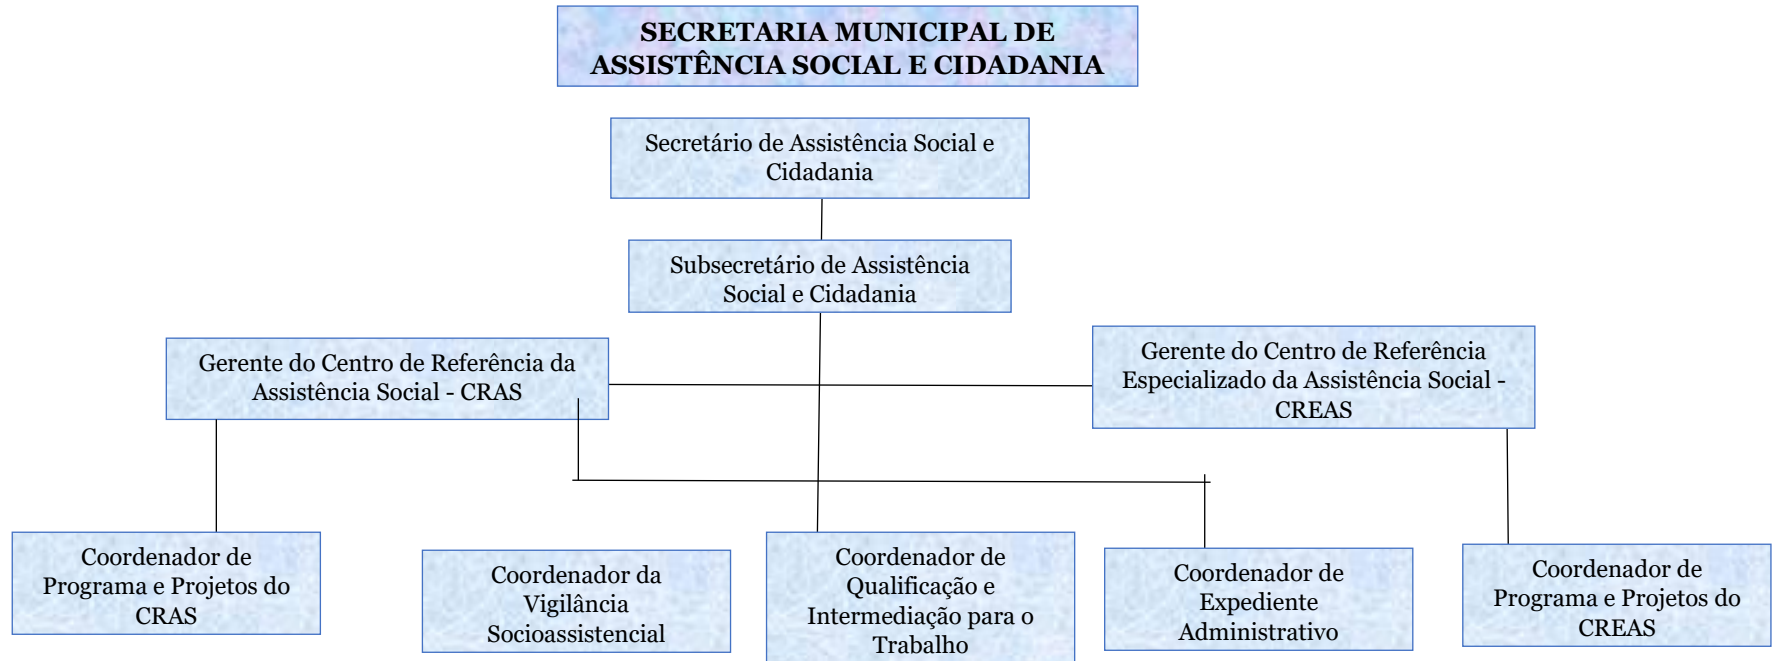 SECRETARIA MUNICIPAL DE
ASSISTÊNCIA SOCIAL E CIDADANIA
Secretário de Assistência Social e
Cidadania
Subsecretário de Assistência
Social e Cidadania
Gerente do Centro de Referência da
Assistência Social - CRAS
Gerente do Centro de Referência
Especializado da Assistência Social -
CREAS
Coordenador de
Programa e Projetos do
CRAS
Coordenador da
Vigilância
Socioassistencial
Coordenador de
Qualificação e
Intermediação para o
Trabalho
Coordenador de
Expediente
Administrativo
Coordenador de
Programa e Projetos do
CREAS